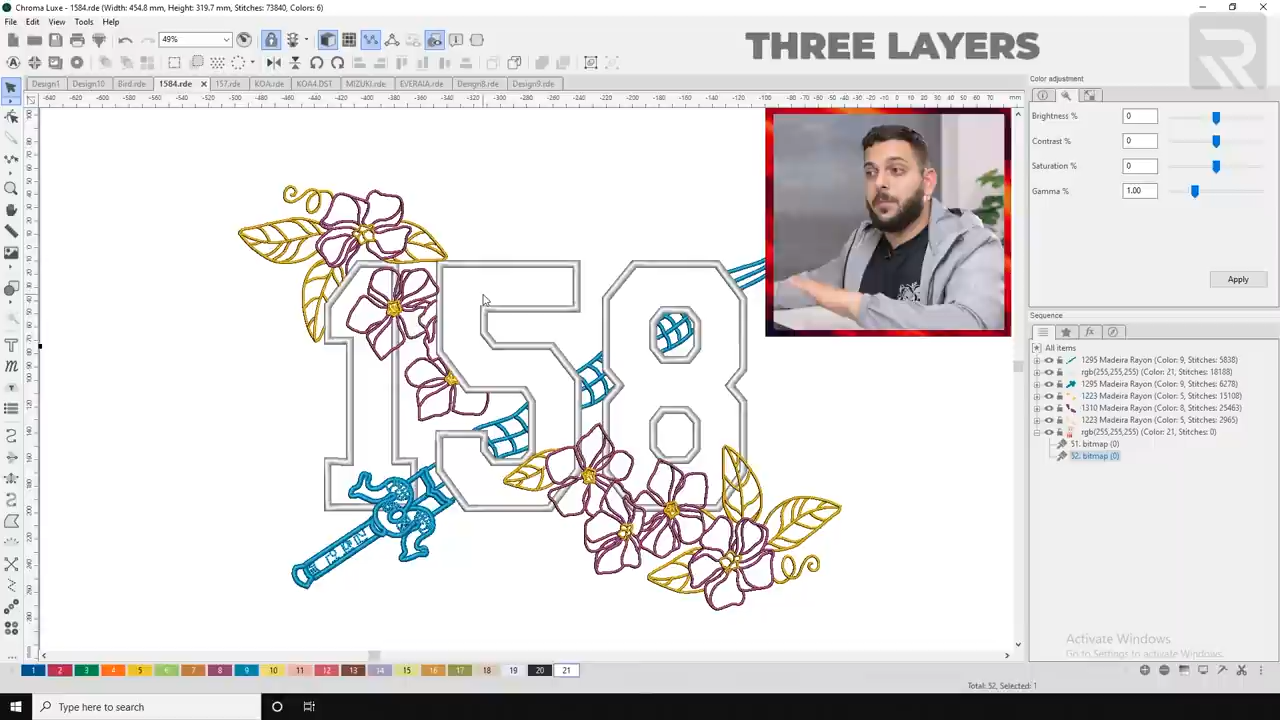 Chroma Luxe - 1584.rde (Width: 454.8 mm, Height: 319.7 mm, Stitches: 73840, Colors: 6)
File Edit View Tools Help
49%
THREE LAYERS
Design1 Design10 Bird.rde 1584.rde 157.rde KOA.rde KOA4.DST MIZUKI.rde EVERAIA.rde Design8.rde Design9.rde
Color adjustment
Brightness % 0
Contrast % 0
Saturation % 0
Gamma % 1.00
Apply
158
Sequence
All items
1295 Madeira Rayon (Color: 9, Stitches: 5838)
rgb(255,255,255) (Color: 21, Stitches: 18188)
1295 Madeira Rayon (Color: 9, Stitches: 6278)
1223 Madeira Rayon (Color: 5, Stitches: 15108)
1310 Madeira Rayon (Color: 8, Stitches: 25463)
1223 Madeira Rayon (Color: 5, Stitches: 2965)
rgb(255,255,255) (Color: 21, Stitches: 0)
51. bitmap (0)
52. bitmap (0)
Activate Windows
Go to Settings to activate Windows.
1 2 3 4 5 6 7 8 9 10 11 12 13 14 15 16 17 18 19 20 21
Total: 52, Selected: 1
Type here to search